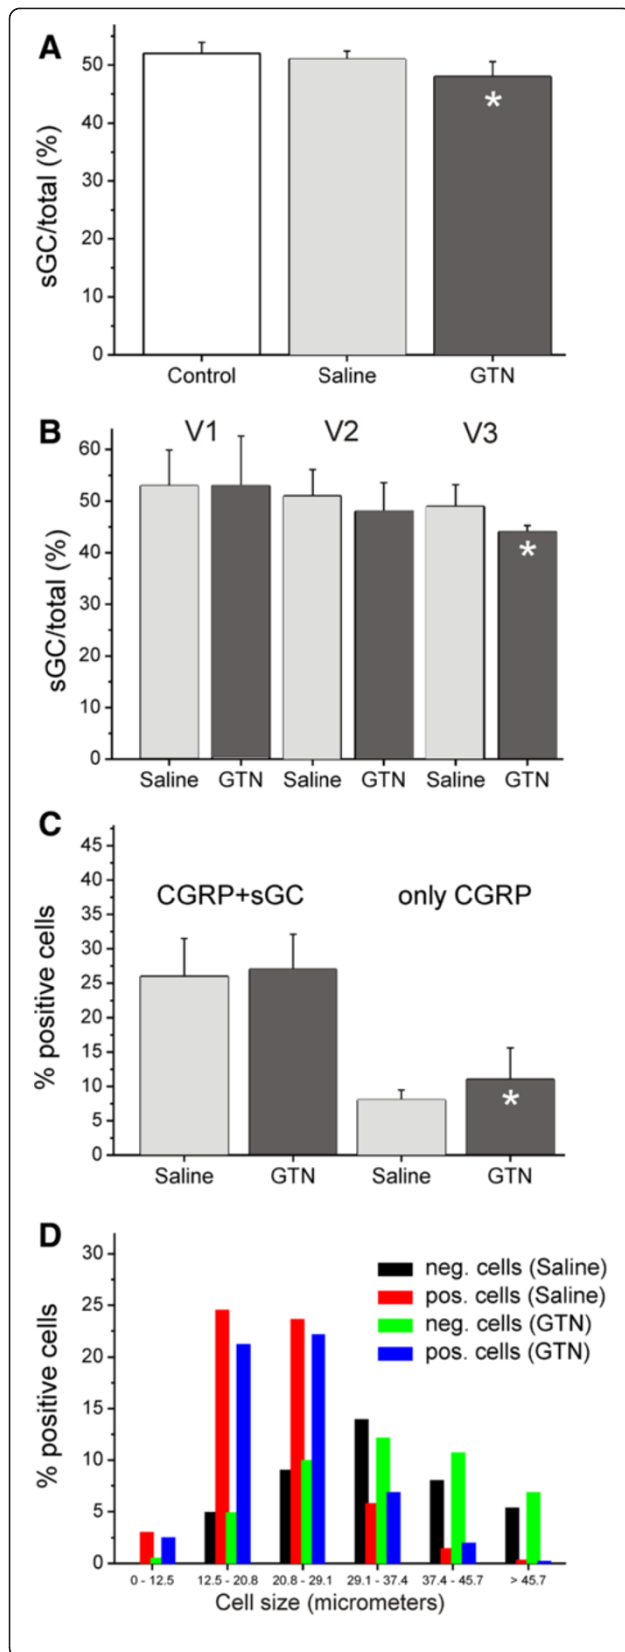 A
sGC/total (%)
50
40
30
20
10
0
Control Saline GTN
*
B
V1 V2 V3
sGC/total (%)
60
50
40
30
20
10
0
Saline GTN Saline GTN Saline GTN
*
C
CGRP+sGC only CGRP
% positive cells
45
40
35
30
25
20
15
10
5
0
Saline GTN Saline GTN
*
D
% positive cells
30
25
20
15
10
5
0
neg. cells (Saline)
pos. cells (Saline)
neg. cells (GTN)
pos. cells (GTN)
0 - 12.5 12.5 - 20.8 20.8 - 29.1 29.1 - 37.4 37.4 - 45.7 > 45.7
Cell size (micrometers)